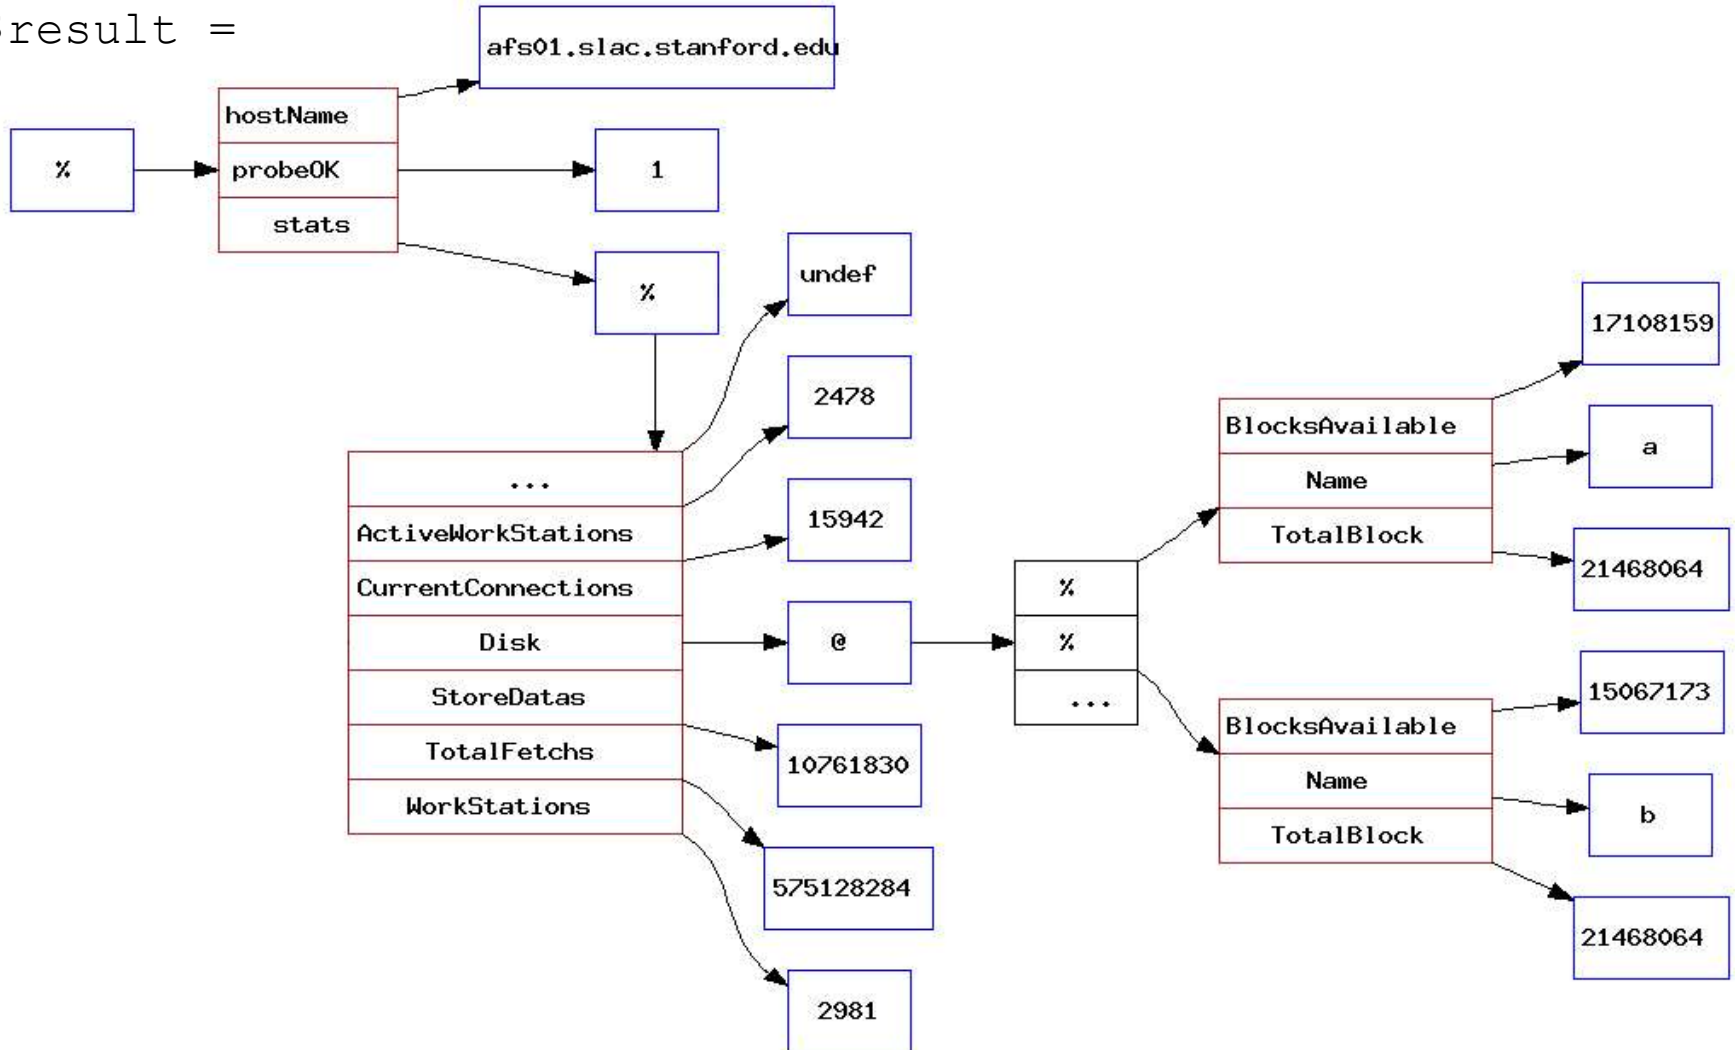 $result =
afs01.slac.stanford.edu
hostName
%
probeOK
1
stats
%
undef
2478
...
ActiveWorkStations
15942
CurrentConnections
Disk
@
StoreDatas
TotalFetchs
10761830
WorkStations
575128284
2981
%
%
...
BlocksAvailable
17108159
Name
a
TotalBlock
21468064
BlocksAvailable
15067173
Name
b
TotalBlock
21468064